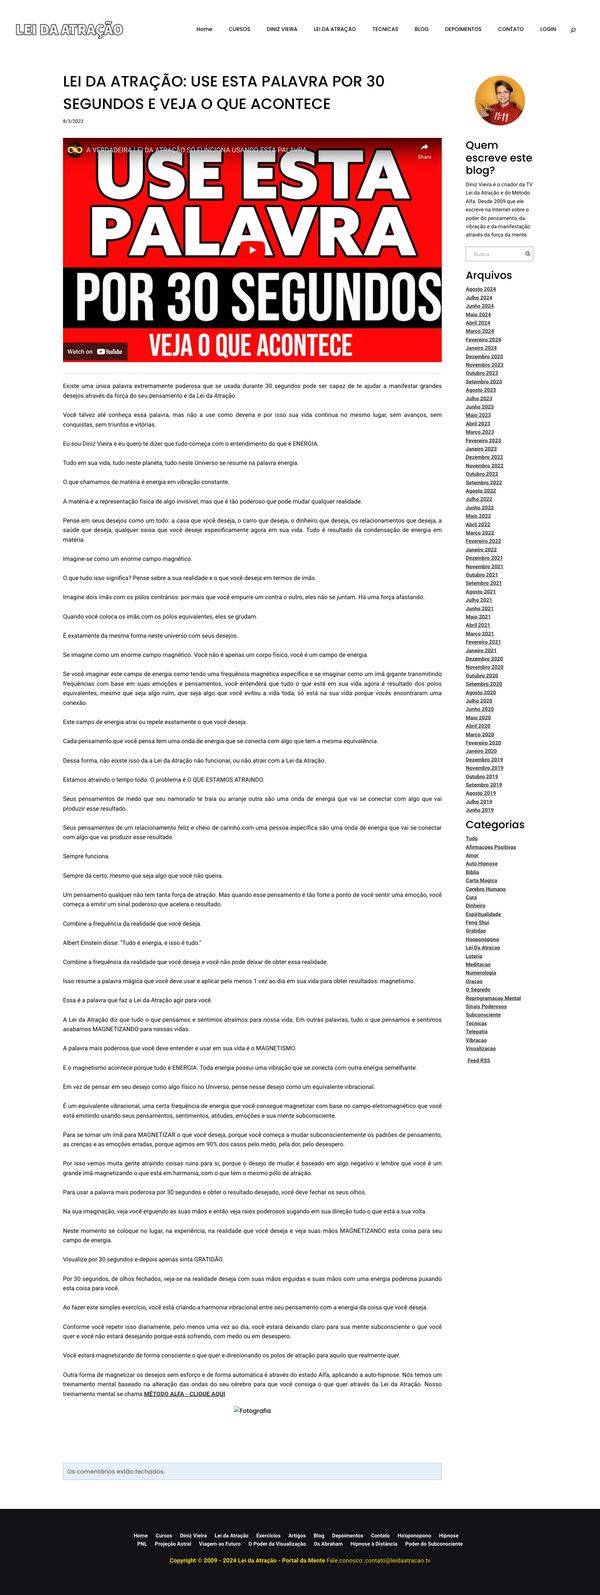 LEI DA ATRAÇÃO
Home CURSOS DINIZ VIEIRA LEI DA ATRAÇÃO TECNICAS BLOG DEPOIMENTOS CONTATO LOGIN
LEI DA ATRAÇÃO: USE ESTA PALAVRA POR 30
SEGUNDOS E VEJA O QUE ACONTECE
8/3/2023
A VERDADEIRA LEI DA ATRAÇÃO SÓ FUNCIONA USANDO ESTA PALAVRA
Share
USE ESTA
PALAVRA
POR 30 SEGUNDOS
VEJA O QUE ACONTECE
Watch on YouTube
Existe uma única palavra extremamente poderosa que se usada durante 30 segundos pode ser capaz de te ajudar a manifestar grandes
desejos através da força do seu pensamento e da Lei da Atração.
Você talvez até conheça essa palavra, mas não a use como deveria e por isso sua vida continua no mesmo lugar, sem avanços, sem
conquistas, sem triunfos e vitórias.
Eu sou Diniz Vieira e eu quero te dizer que tudo começa com o entendimento do que é ENERGIA.
Tudo em sua vida, tudo neste planeta, tudo neste Universo se resume na palavra energia.
O que chamamos de matéria é energia em vibração constante.
A matéria é a representação física de algo invisível, mas que é tão poderoso que pode mudar qualquer realidade.
Pense em seus desejos como um todo: a casa que você deseja, o carro que deseja, o dinheiro que deseja, os relacionamentos que deseja, a
saúde que deseja, qualquer coisa que você deseje especificamente agora em sua vida. Tudo é resultado da condensação de energia em
matéria.
Imagine-se como um enorme campo magnético.
O que tudo isso significa? Pense sobre a sua realidade e o que você deseja em termos de ímãs.
Imagine dois ímãs com os pólos contrários: por mais que você empurre um contra o outro, eles não se juntam. Há uma força afastando.
Quando você coloca os ímãs com os pólos equivalentes, eles se grudam.
É exatamente da mesma forma neste universo com seus desejos.
Se imagine como um enorme campo magnético. Você não é apenas um corpo físico, você é um campo de energia.
Se você imaginar este campo de energia como tendo uma frequência magnética específica e se imaginar como um ímã gigante transmitindo
frequências com base em suas emoções e pensamentos, você entenderá que tudo o que está em sua vida agora é resultado dos polos
equivalentes, mesmo que seja algo ruim, que seja algo que você evitou a vida toda, só está na sua vida porque vocês encontraram uma
conexão.
Este campo de energia atrai ou repele exatamente o que você deseja.
Cada pensamento que você pensa tem uma onda de energia que se conecta com algo que tem a mesma equivalência.
Dessa forma, não eixste isso da a Lei da Atração não funcionar, ou não atrair com a Lei da Atração.
Estamos atraindo o tempo todo. O problema é O QUE ESTAMOS ATRAINDO.
Seus pensamentos de medo que seu namorado te traia ou arranje outra são uma onda de energia que vai se conectar com algo que vai
produzir esse resultado.
Seus pensamentos de um relacionamento feliz e cheio de carinho com uma pessoa específica são uma onda de energia que vai se conectar
com algo que vai produzir esse resultado.
Sempre funciona.
Sempre dá certo, mesmo que seja algo que você não queira.
Um pensamento qualquer não tem tanta força de atração. Mas quando esse pensamento é tão forte a ponto de você sentir uma emoção, você
começa a emitir um sinal poderoso que acelera o resultado.
Combine a frequência da realidade que você deseja.
Albert Einstein disse: "Tudo é energia, e isso é tudo."
Combine a frequência da realidade que você deseja e você não pode deixar de obter essa realidade.
Isso resume a palavra mágica que você deve usar e aplicar pelo menos 1 vez ao dia em sua vida para obter resultados: magnetismo.
Essa é a palavra que faz a Lei da Atração agir para você.
A Lei da Atração diz que tudo o que pensamos e sentimos atraímos para nossa vida. Em outras palavras, tudo o que pensamos e sentimos
acabamos MAGNETIZANDO para nossas vidas.
A palavra mais poderosa que você deve entender e usar em sua vida é o MAGNETISMO.
E o magnetismo acontece porque tudo é ENERGIA. Toda energia possui uma vibração que se conecta com outra energia semelhante.
Em vez de pensar em seu desejo como algo físico no Universo, pense nesse desejo como um equivalente vibracional.
É um equivalente vibracional, uma certa frequência de energia que você consegue magnetizar com base no campo eletromagnético que você
está emitindo usando seus pensamentos, sentimentos, atitudes, emoções e sua mente subconsciente.
Para se tornar um ímã para MAGNETIZAR o que você deseja, porque você começa a mudar subconscientemente os padrões de pensamento,
as crenças e as emoções erradas, porque agimos em 90% dos casos pelo medo, pela dor, pelo desespero.
Por isso vemos muita gente atraindo coisas ruins para si, porque o desejo de mudar é baseado em algo negativo e lembre que você é um
grande ímã magnetizando o que está em harmonia, com o que tem o mesmo pólo de atração.
Para usar a palavra mais poderosa por 30 segundos e obter o resultado desejado, você deve fechar os seus olhos.
Na sua imaginação, veja você erguendo as suas mãos e então veja raios poderosos sugando em sua direção tudo o que está a sua volta.
Neste momento se coloque no lugar, na experiência, na realidade que você deseja e veja suas mãos MAGNETIZANDO esta coisa para seu
campo de energia.
Visualize por 30 segundos e depois apenas sinta GRATIDÃO.
Por 30 segundos, de olhos fechados, veja-se na realidade deseja com suas mãos erguidas e suas mãos com uma energia poderosa puxando
esta coisa para você.
Ao fazer este simples exercício, você está criando a harmonia vibracional entre seu pensamento com a energia da coisa que você deseja.
Conforme você repetir isso diariamente, pelo menos uma vez ao dia, você estará deixando claro para sua mente subconsciente o que você
quer e você não estará desejando porque está sofrendo, com medo ou em desespero.
Você estará magnetizando de forma consciente o que quer e direcionando os polos de atração para aquilo que realmente quer.
Outra forma de magnetizar os desejos sem esforço e de forma automática é através do estado Alfa, aplicando a auto-hipnose. Nós temos um
treinamento mental baseado na alteração das ondas do seu cérebro para que você consiga o que quer através da Lei da Atração. Nosso
treinamento mental se chama MÉTODO ALFA - CLIQUE AQUI
Fotografia
Os comentários estão fechados.
11:11
Quem
escreve este
blog?
Diniz Vieira é o criador da TV
Lei da Atração e do Método
Alfa. Desde 2009 que ele
escreve na Internet sobre o
poder do pensamento, da
vibração e da manifestação
através da força da mente.
Busca
Arquivos
Agosto 2024
Julho 2024
Junho 2024
Maio 2024
Abril 2024
Março 2024
Fevereiro 2024
Janeiro 2024
Dezembro 2023
Novembro 2023
Outubro 2023
Setembro 2023
Agosto 2023
Julho 2023
Junho 2023
Maio 2023
Abril 2023
Março 2023
Fevereiro 2023
Janeiro 2023
Dezembro 2022
Novembro 2022
Outubro 2022
Setembro 2022
Agosto 2022
Julho 2022
Junho 2022
Maio 2022
Abril 2022
Março 2022
Fevereiro 2022
Janeiro 2022
Dezembro 2021
Novembro 2021
Outubro 2021
Setembro 2021
Agosto 2021
Julho 2021
Junho 2021
Maio 2021
Abril 2021
Março 2021
Fevereiro 2021
Janeiro 2021
Dezembro 2020
Novembro 2020
Outubro 2020
Setembro 2020
Agosto 2020
Julho 2020
Junho 2020
Maio 2020
Abril 2020
Março 2020
Fevereiro 2020
Janeiro 2020
Dezembro 2019
Novembro 2019
Outubro 2019
Setembro 2019
Agosto 2019
Julho 2019
Junho 2019
Categorias
Tudo
Afirmacoes Positivas
Amor
Auto Hipnose
Bíblia
Carta Magica
Cerebro Humano
Cura
Dinheiro
Espiritualidade
Feng Shui
Gratidao
Hooponopono
Lei Da Atracao
Loteria
Meditacao
Numerologia
Oracao
O Segredo
Reprogramacao Mental
Sinais Poderosos
Subconsciente
Tecnicas
Telepatia
Vibracao
Visualizacao
Feed RSS
Home Cursos Diniz Vieira Lei da Atração Exercícios Artigos Blog Depoimentos Contato Ho'oponopono Hipnose
PNL Projeção Astral Viagem ao Futuro O Poder da Visualização Os Abraham Hipnose à Distância Poder do Subconsciente
Copyright © 2009 - 2024 Lei da Atração - Portal da Mente Fale conosco: contato@leidaatracao.tv